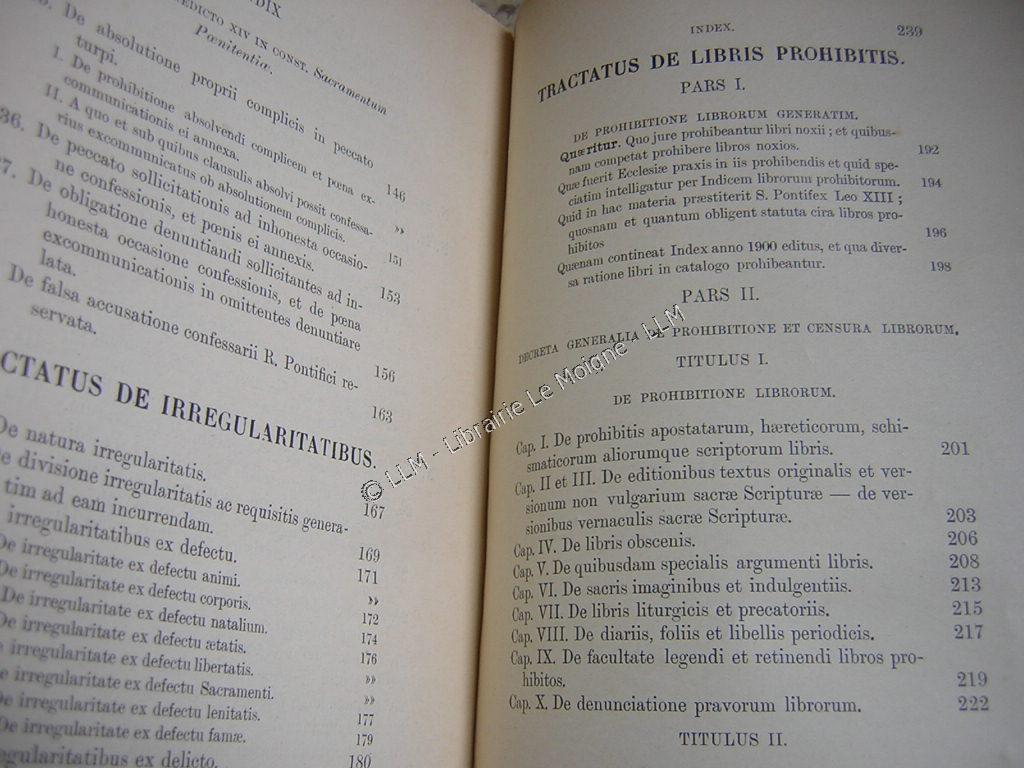 DIX
EDICTO XIV IN CONST. Sacramentum
Pœnitentiæ.
De absolutione proprii complicis in peccato
turpi. 146
I. De prohibitione absolvendi complicem et pœna ex-
communicationis ei annexa. »
II. A quo et sub quibus clausulis absolvi possit confessa-
rius excommunicatus ob absolutionem complicis. 151
36. De peccato sollicitationis ad inhonesta occasio-
ne confessionis, et pœnis ei annexis. 153
7. De obligatione denuntiandi sollicitantes ad in-
honesta occasione confessionis, et de pœna
excommunicationis in omittentes denuntiare
lata. 156
De falsa accusatione confessarii R. Pontifici re-
servata. 163
CTATUS DE IRREGULARITATIBUS.
De natura irregularitatis. 167
e divisione irregularitatis ac requisitis genera-
tim ad eam incurrendam. 169
irregularitatibus ex defectu. 171
De irregularitate ex defectu animi. »
De irregularitate ex defectu corporis. 172
De irregularitate ex defectu natalium. 174
De irregularitate ex defectu ætatis. 176
e irregularitate ex defectu libertatis. »
e irregularitate ex defectu Sacramenti. »
e irregularitate ex defectu lenitatis. 177
De irregularitate ex defectu famæ. 179
egularitatibus ex delicto. 180
INDEX. 239
TRACTATUS DE LIBRIS PROHIBITIS.
PARS I.
DE PROHIBITIONE LIBRORUM GENERATIM.
Quæritur. Quo jure prohibeantur libri noxii; et quibus-
nam competat prohibere libros noxios. 192
Quæ fuerit Ecclesiæ praxis in iis prohibendis et quid spe-
ciatim intelligatur per Indicem librorum prohibitorum. 194
Quid in hac materia præstiterit S. Pontifex Leo XIII;
quosnam et quantum obligent statuta cira libros pro-
hibitos 196
Quænam contineat Index anno 1900 editus, et qua diver-
sa ratione libri in catalogo prohibeantur. 198
PARS II.
DECRETA GENERALIA DE PROHIBITIONE ET CENSURA LIBRORUM.
TITULUS I.
DE PROHIBITIONE LIBRORUM.
Cap. I. De prohibitis apostatarum, hæreticorum, schi-
smaticorum aliorumque scriptorum libris. 201
Cap. II et III. De editionibus textus originalis et ver-
sionum non vulgarium sacræ Scripturæ — de ver-
sionibus vernaculis sacræ Scripturæ. 203
Cap. IV. De libris obscenis. 206
Cap. V. De quibusdam specialis argumenti libris. 208
Cap. VI. De sacris imaginibus et indulgentiis. 213
Cap. VII. De libris liturgicis et precatoriis. 215
Cap. VIII. De diariis, foliis et libellis periodicis. 217
Cap. IX. De facultate legendi et retinendi libros pro-
hibitos. 219
Cap. X. De denunciatione pravorum librorum. 222
TITULUS II.
© LLM - Librairie Le Moigne - LLM